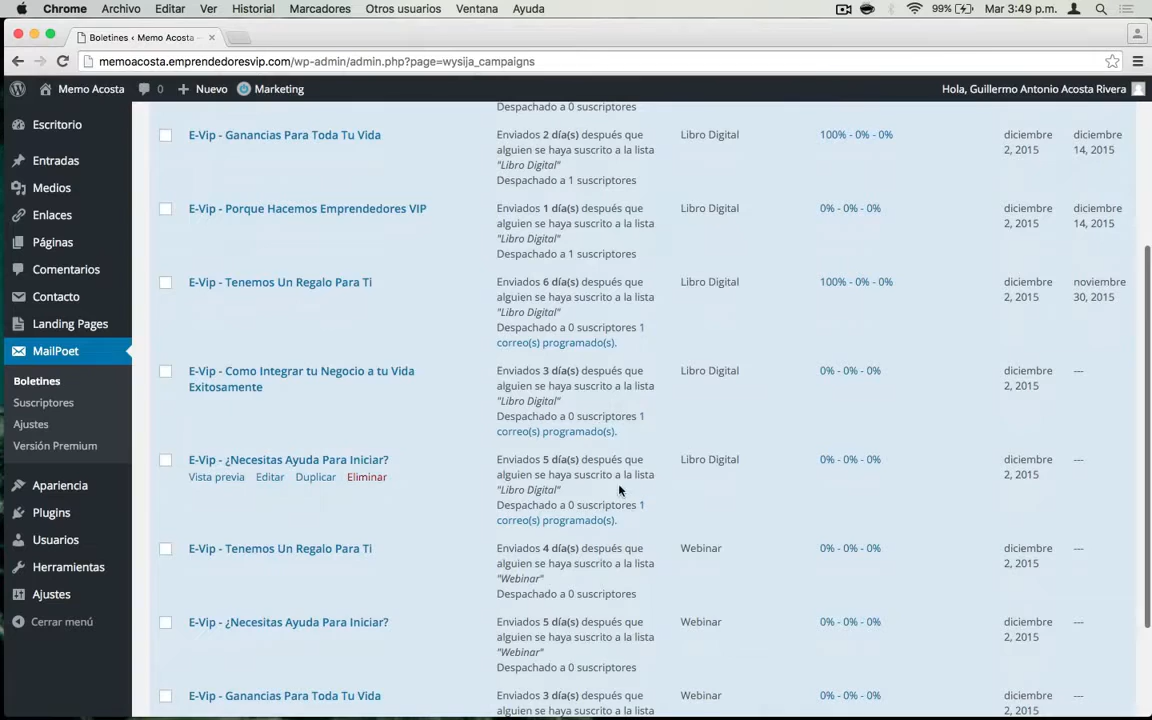 Chrome Archivo Editar Ver Historial Marcadores Otros usuarios Ventana Ayuda 99% Mar 3:49 p.m.
Boletines ‹ Memo Acosta
memoacosta.emprendedoresvip.com/wp-admin/admin.php?page=wysija_campaigns
Memo Acosta 0 Nuevo Marketing Hola, Guillermo Antonio Acosta Rivera
Escritorio
Entradas
Medios
Enlaces
Páginas
Comentarios
Contacto
Landing Pages
MailPoet
Boletines
Suscriptores
Ajustes
Versión Premium
Apariencia
Plugins
Usuarios
Herramientas
Ajustes
Cerrar menú
Despachado a 0 suscriptores
E-Vip - Ganancias Para Toda Tu Vida
Enviados 2 día(s) después que
alguien se haya suscrito a la lista
"Libro Digital"
Despachado a 1 suscriptores
Libro Digital
100% - 0% - 0%
diciembre
2, 2015
diciembre
14, 2015
E-Vip - Porque Hacemos Emprendedores VIP
Enviados 1 día(s) después que
alguien se haya suscrito a la lista
"Libro Digital"
Despachado a 1 suscriptores
Libro Digital
0% - 0% - 0%
diciembre
2, 2015
diciembre
14, 2015
E-Vip - Tenemos Un Regalo Para Ti
Enviados 6 día(s) después que
alguien se haya suscrito a la lista
"Libro Digital"
Despachado a 0 suscriptores 1
correo(s) programado(s).
Libro Digital
100% - 0% - 0%
diciembre
2, 2015
noviembre
30, 2015
E-Vip - Como Integrar tu Negocio a tu Vida
Exitosamente
Enviados 3 día(s) después que
alguien se haya suscrito a la lista
"Libro Digital"
Despachado a 0 suscriptores 1
correo(s) programado(s).
Libro Digital
0% - 0% - 0%
diciembre
2, 2015
---
E-Vip - ¿Necesitas Ayuda Para Iniciar?
Vista previa Editar Duplicar Eliminar
Enviados 5 día(s) después que
alguien se haya suscrito a la lista
"Libro Digital"
Despachado a 0 suscriptores 1
correo(s) programado(s).
Libro Digital
0% - 0% - 0%
diciembre
2, 2015
---
E-Vip - Tenemos Un Regalo Para Ti
Enviados 4 día(s) después que
alguien se haya suscrito a la lista
"Webinar"
Despachado a 0 suscriptores
Webinar
0% - 0% - 0%
diciembre
2, 2015
---
E-Vip - ¿Necesitas Ayuda Para Iniciar?
Enviados 5 día(s) después que
alguien se haya suscrito a la lista
"Webinar"
Despachado a 0 suscriptores
Webinar
0% - 0% - 0%
diciembre
2, 2015
---
E-Vip - Ganancias Para Toda Tu Vida
Enviados 3 día(s) después que
alguien se haya suscrito a la lista
Webinar
0% - 0% - 0%
diciembre
2, 2015
---